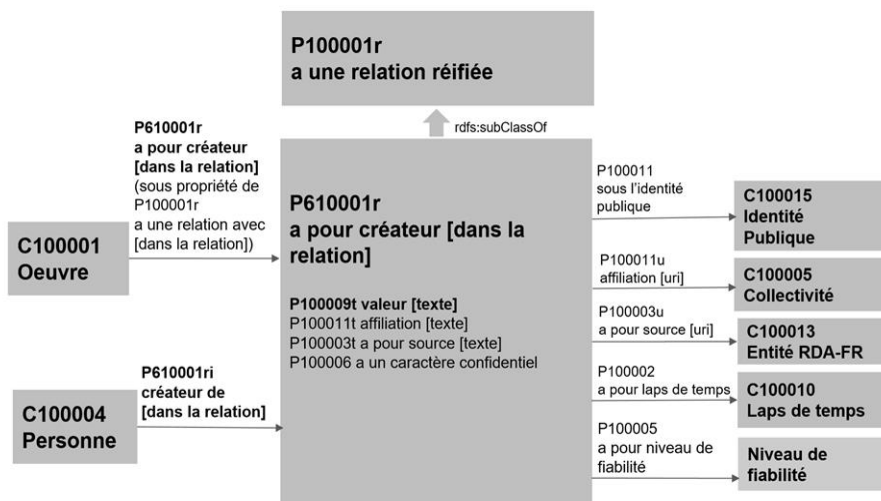 P100001r
a une relation réifiée
rdfs:subClassOf
P610001r
a pour créateur
[dans la relation]
(sous propriété de
P100001r
a une relation avec
[dans la relation])
C100001
Oeuvre
P610001ri
créateur de
[dans la relation]
C100004
Personne
P610001r
a pour créateur [dans la
relation]
P100009t valeur [texte]
P100011t affiliation [texte]
P100003t a pour source [texte]
P100006 a un caractère confidentiel
P100011
sous l'identité
publique
C100015
Identité
Publique
P100011u
affiliation [uri]
C100005
Collectivité
P100003u
a pour source [uri]
C100013
Entité RDA-FR
P100002
a pour laps de temps
C100010
Laps de temps
P100005
a pour niveau de
fiabilité
Niveau de
fiabilité